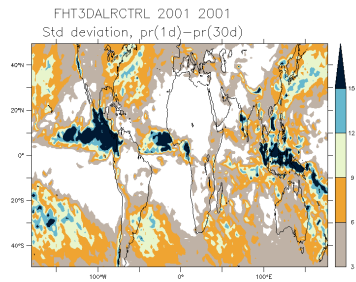 FHT3DALRCTRL 2001 2001
Std deviation, pr(1d)-pr(30d)
40°N
20°N
0°
20°S
40°S
100°W
0°
100°E
15
12
9
6
3